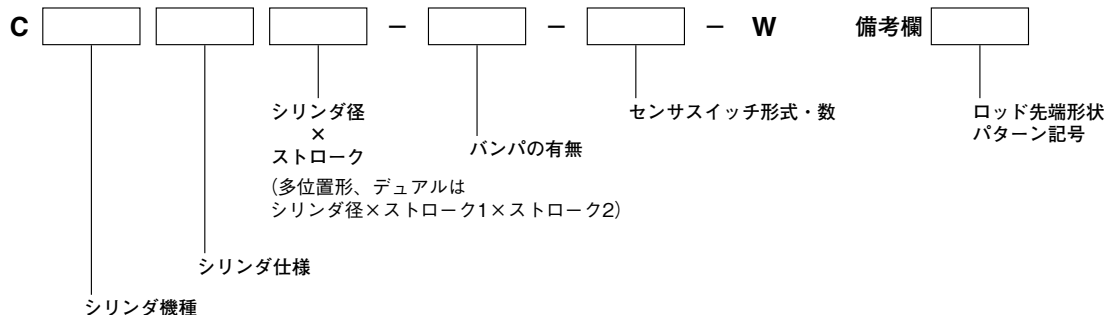 C － － － W 備考欄
シリンダ径
×
ストローク
(多位置形、デュアルは
シリンダ径×ストローク1×ストローク2)
バンパの有無
センサスイッチ形式・数
ロッド先端形状
パターン記号
シリンダ仕様
シリンダ機種